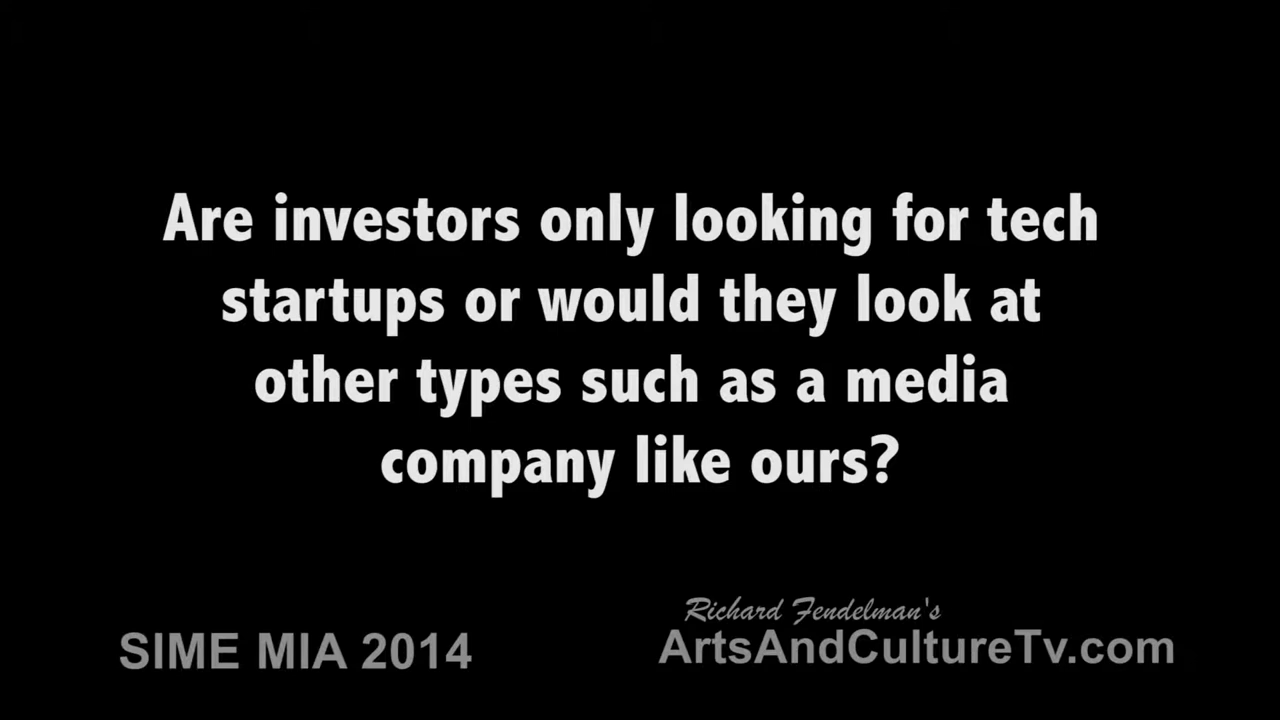 Are investors only looking for tech
startups or would they look at
other types such as a media
company like ours?
Richard Fendelman's
SIME MIA 2014
ArtsAndCultureTv.com